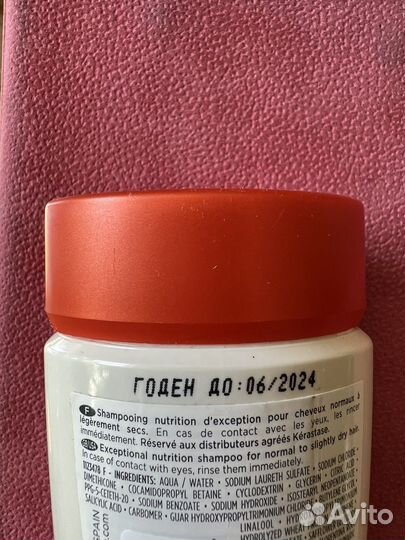 ГОДЕН ДО:06/2024
F Shampooing nutrition d'exception pour cheveux normaux à
légèrement secs. En cas de contact avec les yeux, les rincer
immédiatement. Réservé aux distributeurs agréés Kérastase.
Exceptional nutrition shampoo for normal to slightly dry hair.
In case of contact with eyes, rinse them immediately.
F - INGREDIENTS: AQUA / WATER • SODIUM LAURETH SULFATE • SODIUM CHLORIDE •
DIMETHICONE • COCAMIDOPROPYL BETAINE • CYCLODEXTRIN • GLYCERIN • CITRIC ACID •
PPG-5-CETETH-20 • SODIUM BENZOATE • SODIUM HYDROXIDE • ISOSTEARYL NEOPENTANOATE
SALICYLIC ACID • CARBOMER • GUAR HYDROXYPROPYLTRIMONIUM CHLORIDE • BUTYLENE GLYCOL
LINALOOL •
HYDROLYZED WHEAT
SPAIN
Avito